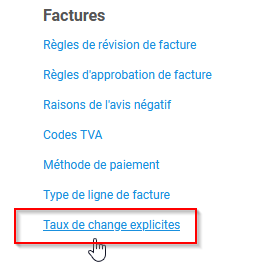 Factures
Règles de révision de facture
Règles d'approbation de facture
Raisons de l'avis négatif
Codes TVA
Méthode de paiement
Type de ligne de facture
Taux de change explicites